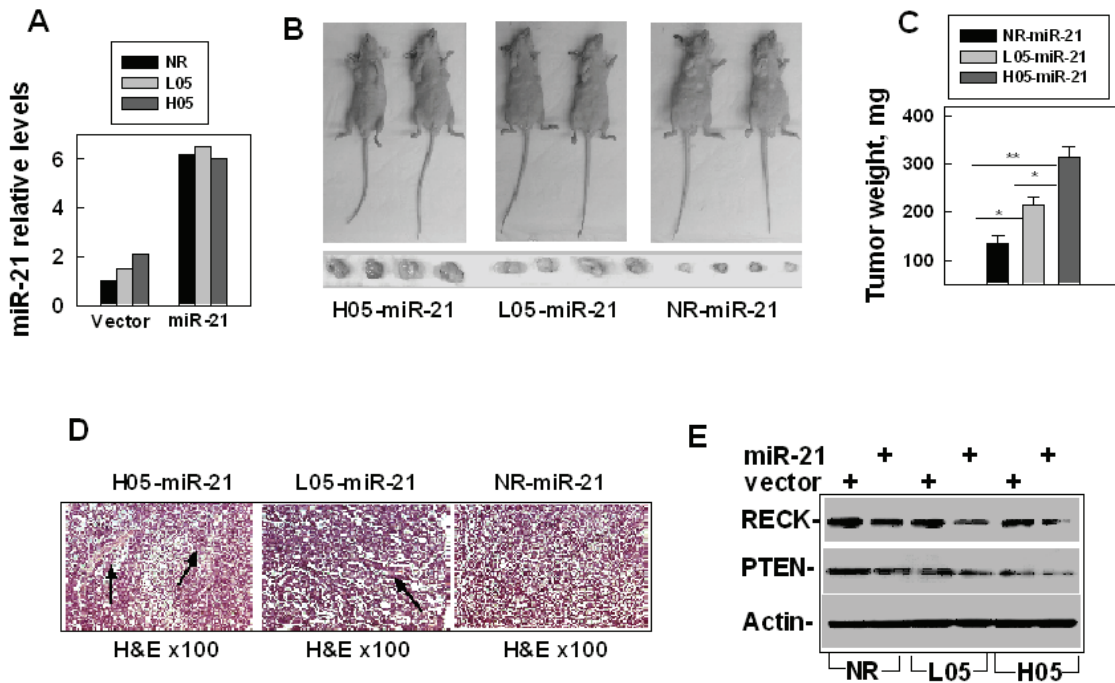 A
NR
L05
H05
miR-21 relative levels
6
4
2
0
Vector miR-21
B
H05-miR-21 L05-miR-21 NR-miR-21
C
NR-miR-21
L05-miR-21
H05-miR-21
Tumor weight, mg
400
300
200
100
**
*
*
D
H05-miR-21 L05-miR-21 NR-miR-21
H&E x100 H&E x100 H&E x100
E
miR-21 + + +
vector + + +
RECK-
PTEN-
Actin-
NR L05 H05